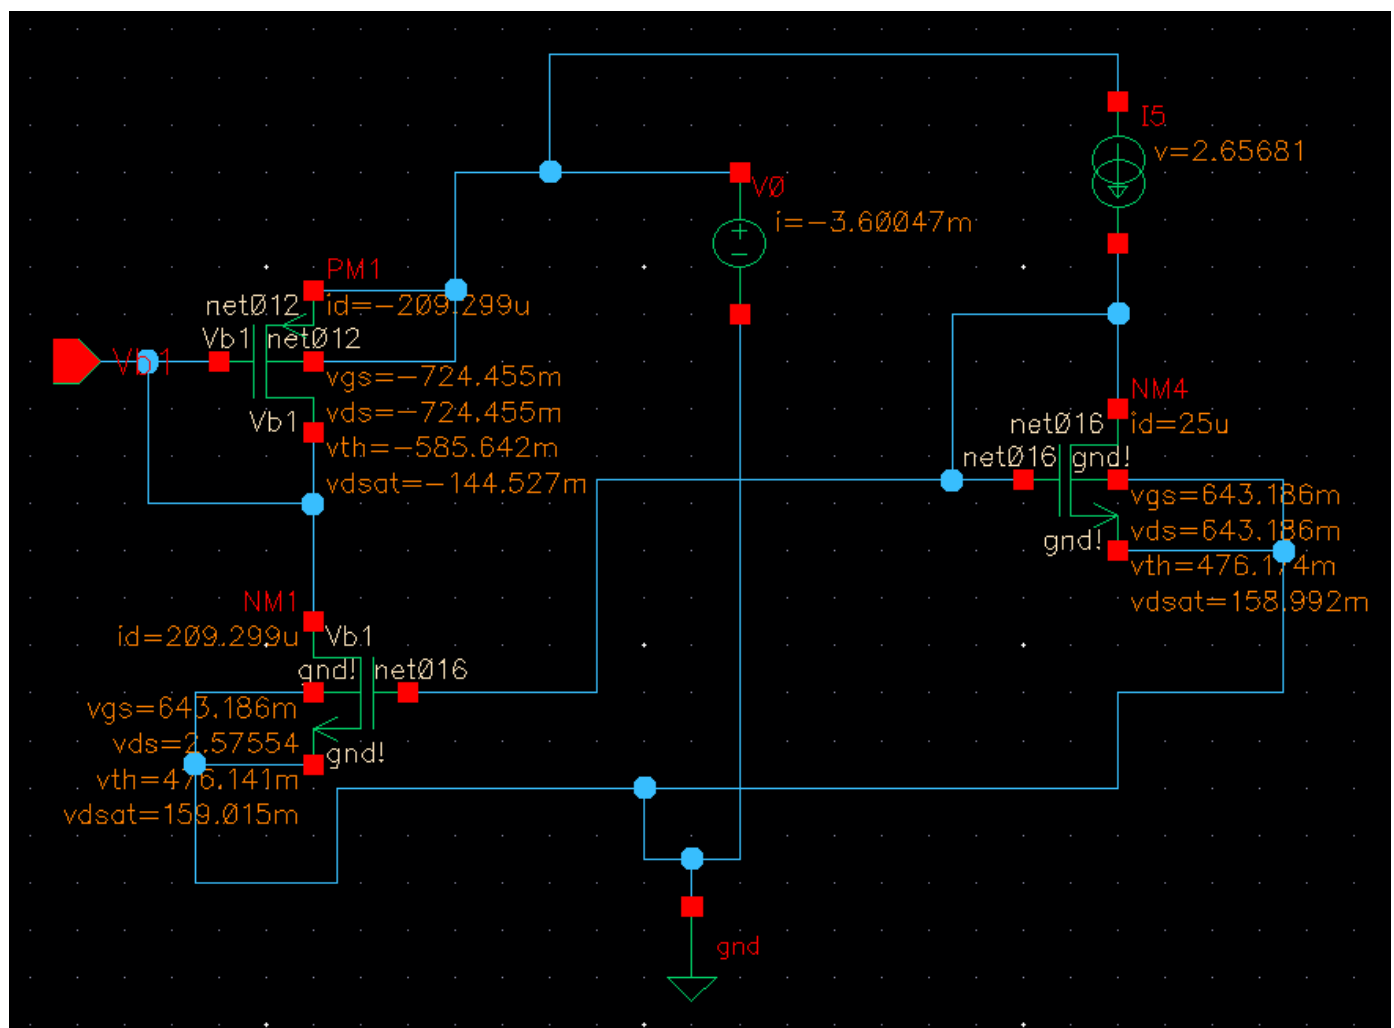 I5
v=2.65681
V0
i=-3.60047m
PM1
net012
id=-209.299u
Vb1
net012
Vb1
vgs=-724.455m
vds=-724.455m
Vb1
vth=-585.642m
vdsat=-144.527m
NM4
net016
id=25u
net016
gnd!
vgs=643.186m
gnd!
vds=643.186m
vth=476.174m
vdsat=158.992m
NM1
id=209.299u
Vb1
gnd!
net016
vgs=643.186m
vds=2.57554
gnd!
vth=476.141m
vdsat=159.015m
gnd